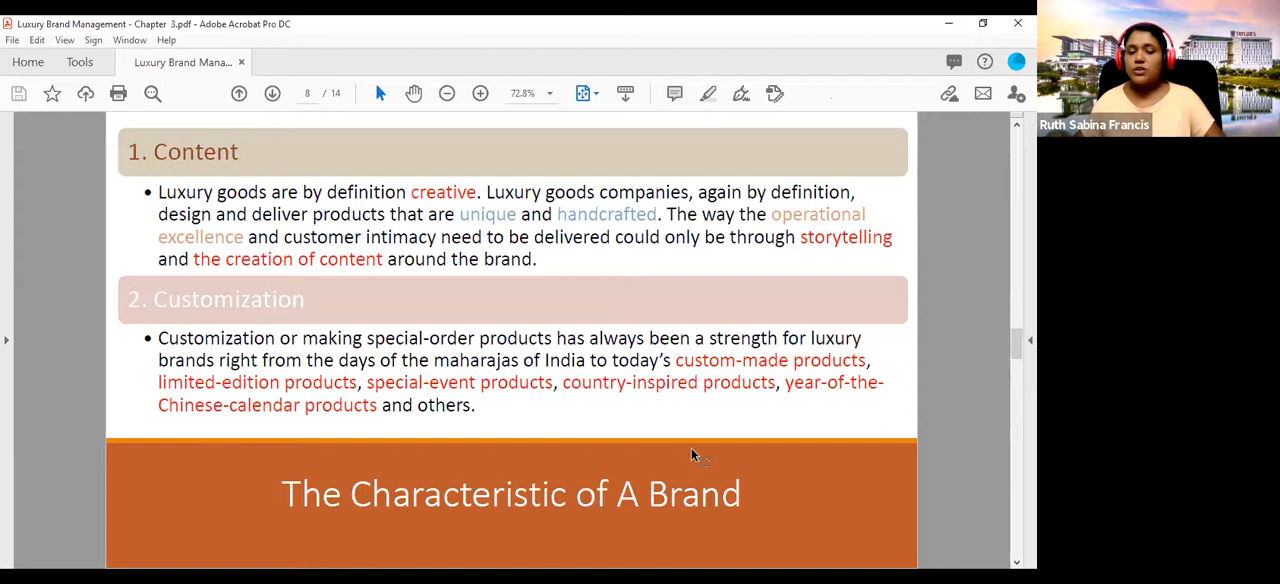 Luxury Brand Management - Chapter 3.pdf - Adobe Acrobat Pro DC
File Edit View Sign Window Help
Home Tools Luxury Brand Mana... ×
8 / 14 72.8%
1. Content
• Luxury goods are by definition creative. Luxury goods companies, again by definition,
design and deliver products that are unique and handcrafted. The way the operational
excellence and customer intimacy need to be delivered could only be through storytelling
and the creation of content around the brand.
2. Customization
• Customization or making special-order products has always been a strength for luxury
brands right from the days of the maharajas of India to today’s custom-made products,
limited-edition products, special-event products, country-inspired products, year-of-the-
Chinese-calendar products and others.
The Characteristic of A Brand
Ruth Sabina Francis